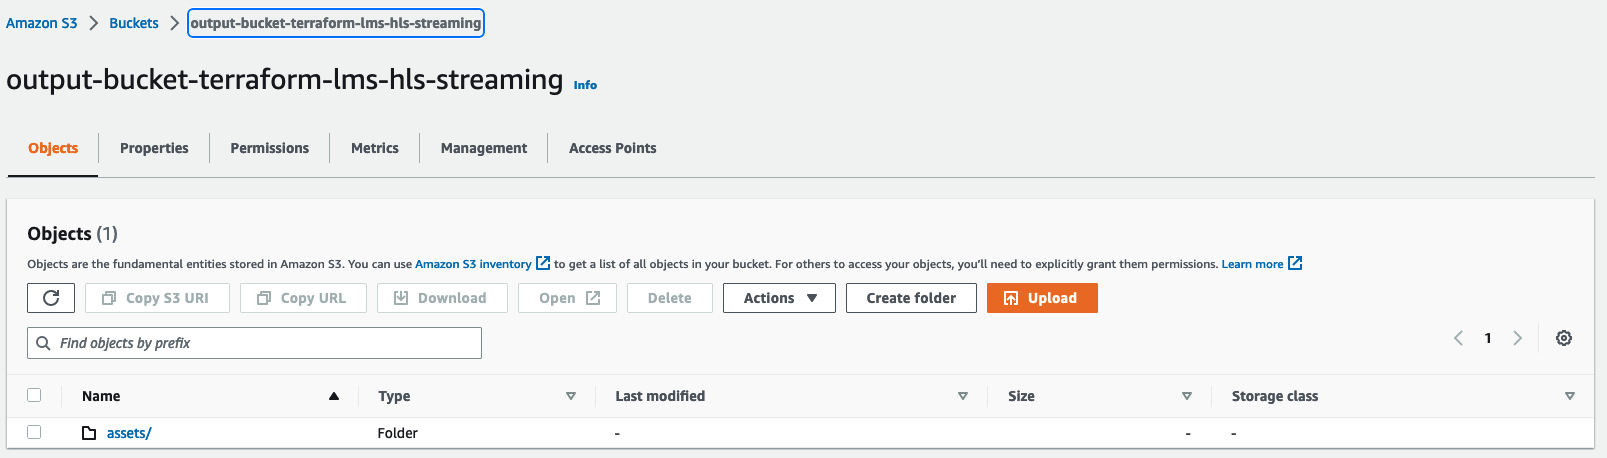 Amazon S3 > Buckets > output-bucket-terraform-lms-hls-streaming
output-bucket-terraform-lms-hls-streaming Info
Objects Properties Permissions Metrics Management Access Points
Objects (1)
Objects are the fundamental entities stored in Amazon S3. You can use Amazon S3 inventory to get a list of all objects in your bucket. For others to access your objects, you'll need to explicitly grant them permissions. Learn more
Copy S3 URI Copy URL Download Open Delete Actions Create folder Upload
Find objects by prefix
1
Name Type Last modified Size Storage class
assets/ Folder - - -